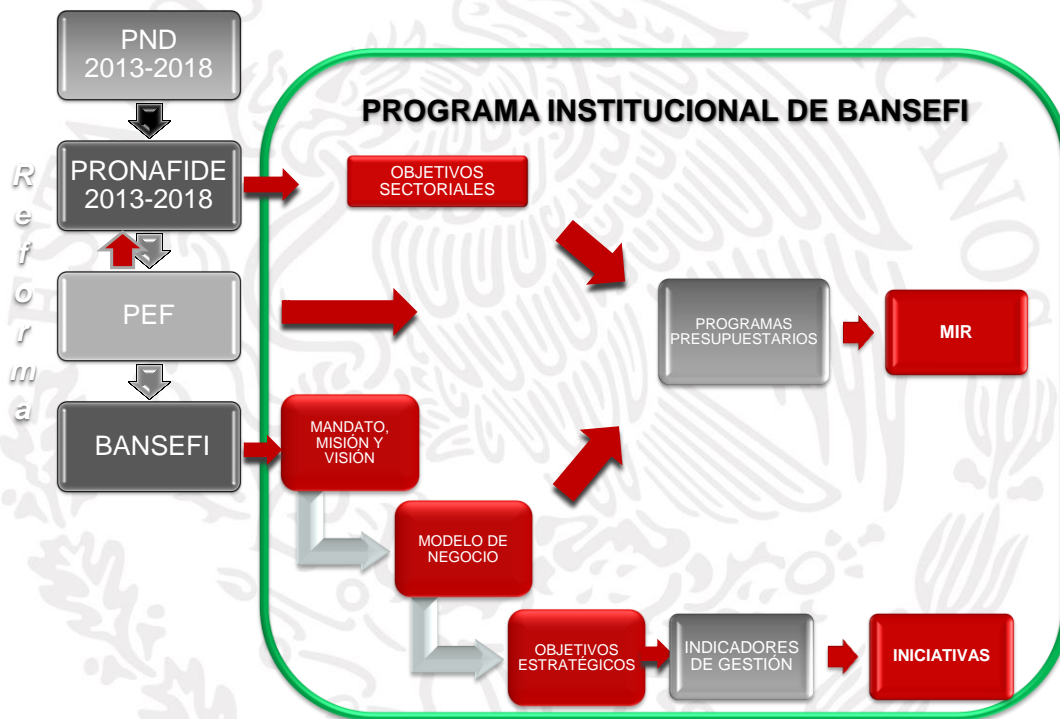 PND
2013-2018
PROGRAMA INSTITUCIONAL DE BANSEFI
Reforma
PRONAFIDE
2013-2018
OBJETIVOS
SECTORIALES
PEF
PROGRAMAS
PRESUPUESTARIOS
MIR
BANSEFI
MANDATO,
MISIÓN Y
VISIÓN
MODELO DE
NEGOCIO
OBJETIVOS
ESTRATÉGICOS
INDICADORES
DE GESTIÓN
INICIATIVAS